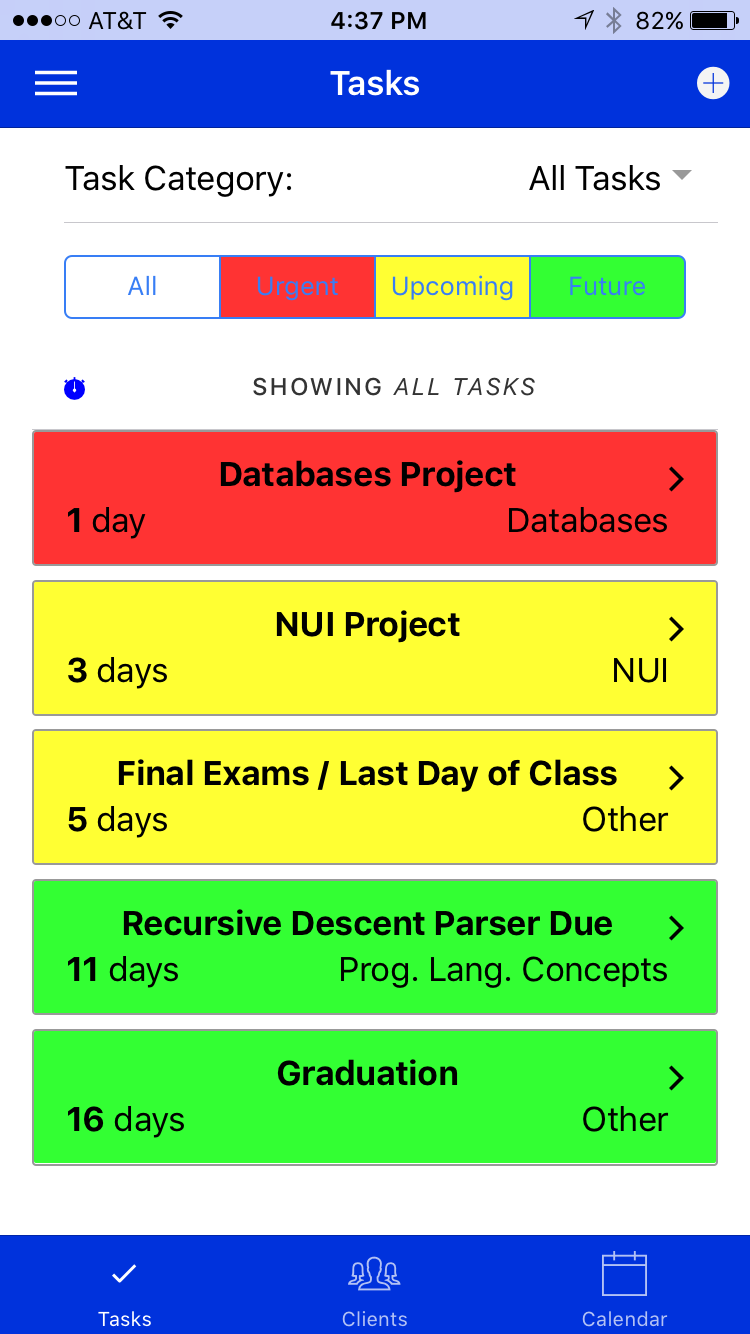 AT&T 4:37 PM 82%
Tasks
Task Category: All Tasks
All Urgent Upcoming Future
SHOWING ALL TASKS
Databases Project
1 day Databases
NUI Project
3 days NUI
Final Exams / Last Day of Class
5 days Other
Recursive Descent Parser Due
11 days Prog. Lang. Concepts
Graduation
16 days Other
Tasks Clients Calendar